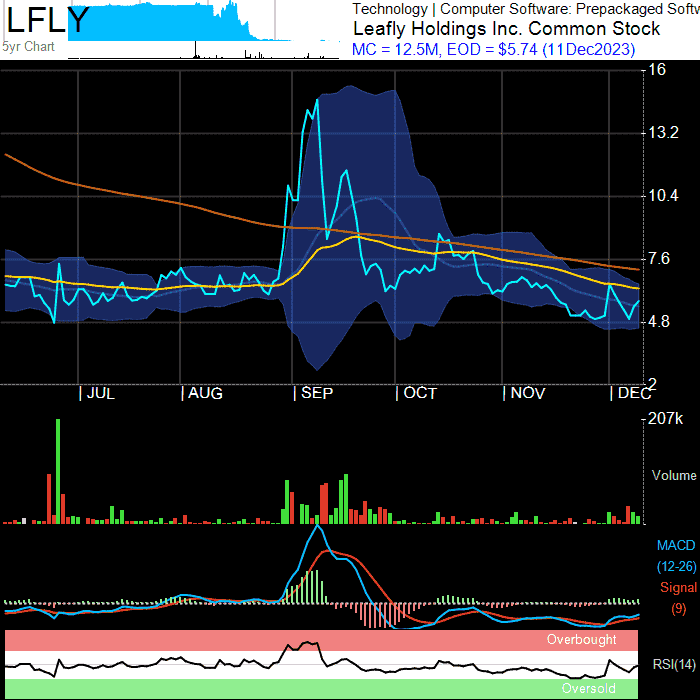 LFLY
5yr Chart
Technology | Computer Software: Prepackaged Softw
Leafly Holdings Inc. Common Stock
MC = 12.5M, EOD = $5.74 (11Dec2023)
16
13.2
10.4
7.6
4.8
2
| JUL | AUG | SEP | OCT | NOV | DEC
207k
Volume
MACD
(12-26)
Signal
(9)
Overbought
RSI(14)
Oversold